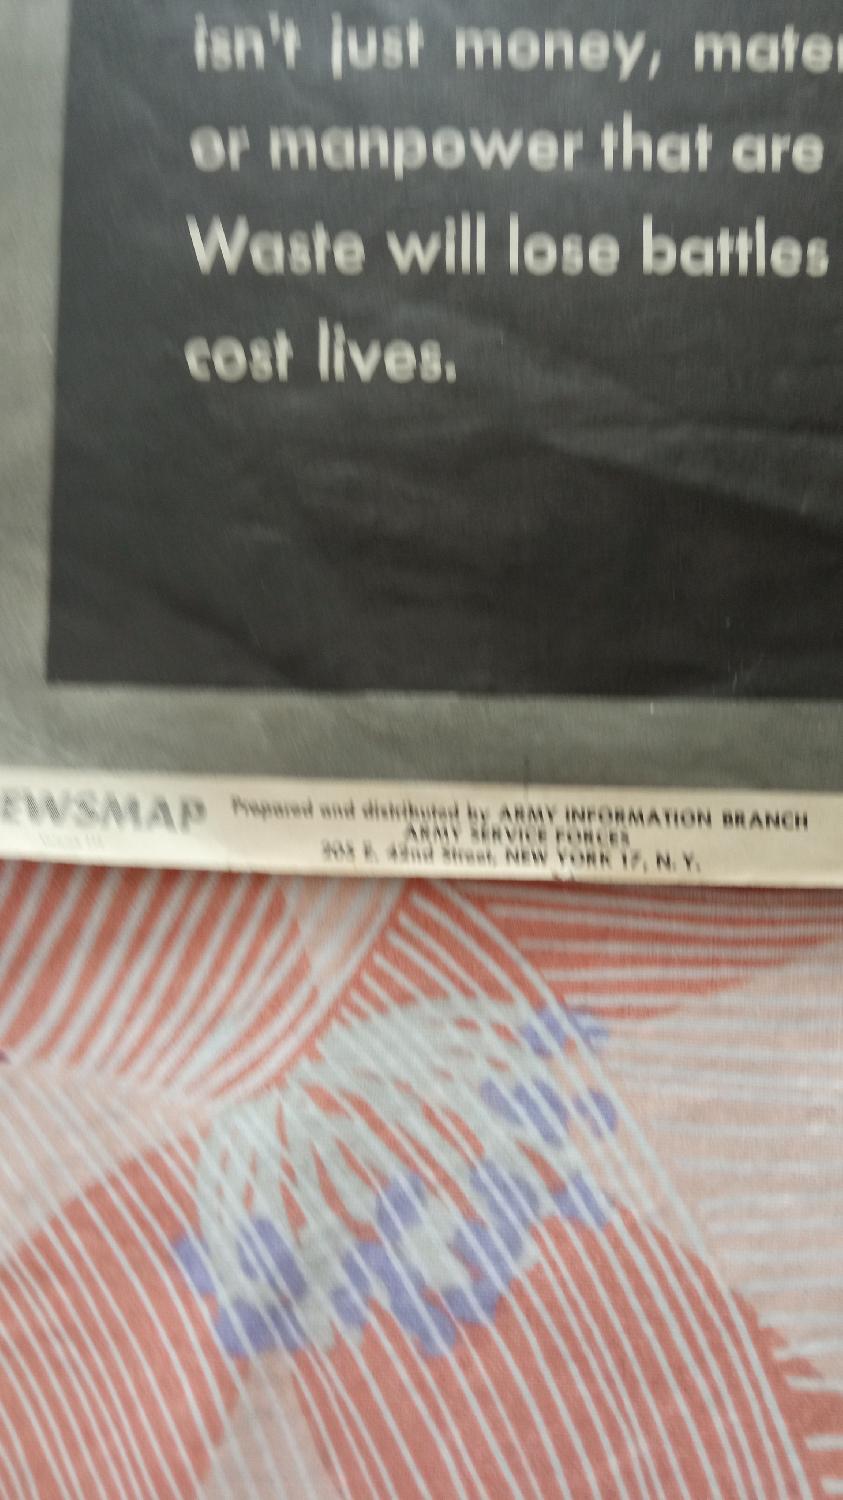 isn't just money, mater
or manpower that are
Waste will lose battles
cost lives.
EWSMAP
Prepared and distributed by ARMY INFORMATION BRANCH
ARMY SERVICE FORCES
205 E. 42nd Street, NEW YORK 17, N. Y.